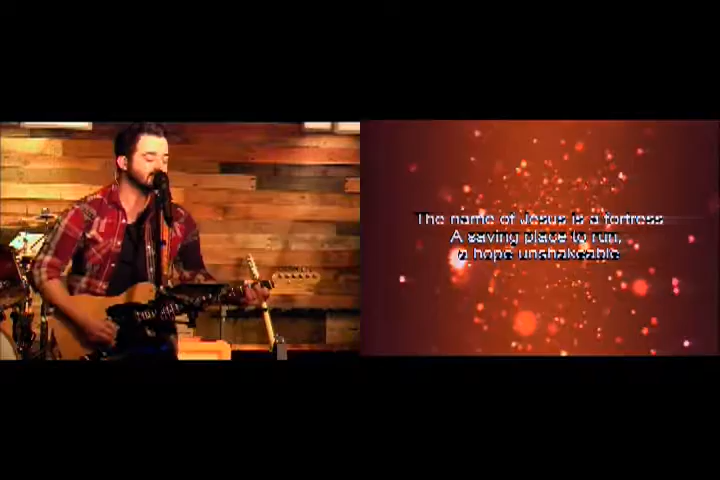 The name of Jesus is a fortress
A saving place to run,
a hope unshakeable